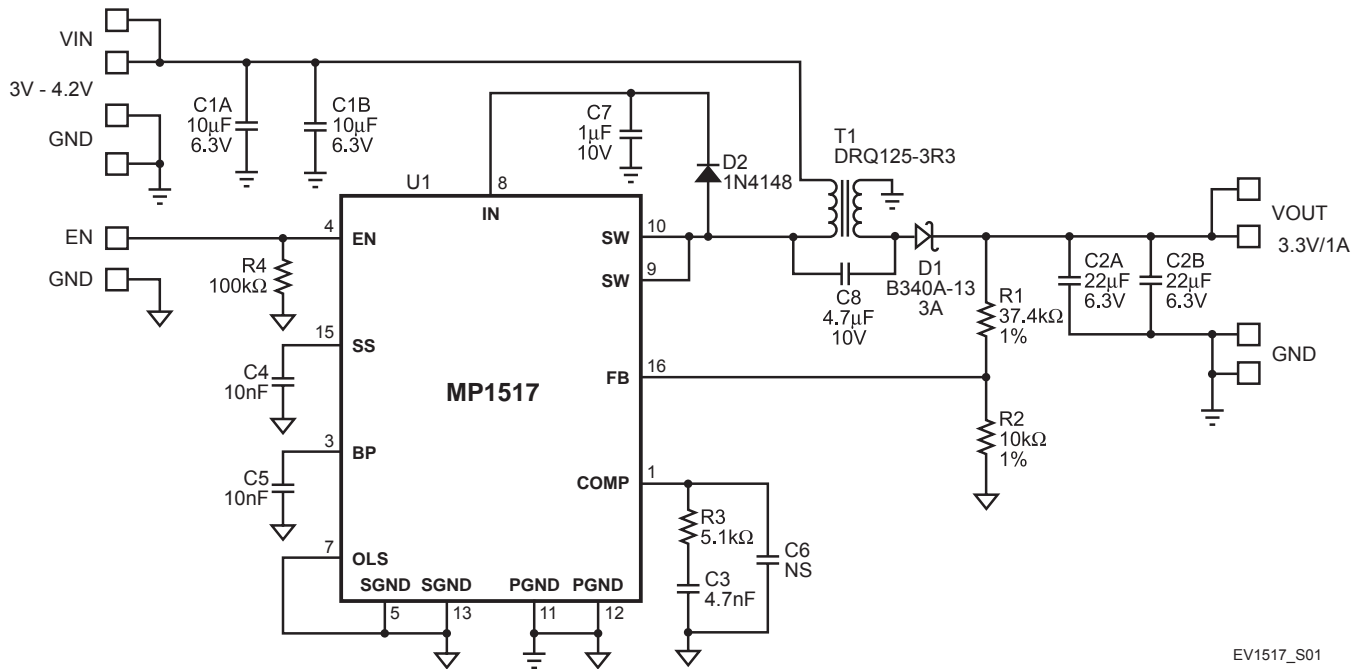 VIN
3V - 4.2V
GND
C1A
10µF
6.3V
C1B
10µF
6.3V
C7
1µF
10V
D2
1N4148
T1
DRQ125-3R3
U1
8
IN
EN
4
EN
R4
100kΩ
GND
SW
10
SW
9
C8
4.7µF
10V
D1
B340A-13
3A
R1
37.4kΩ
1%
C2A
22µF
6.3V
C2B
22µF
6.3V
VOUT
3.3V/1A
GND
15
SS
C4
10nF
MP1517
FB
16
R2
10kΩ
1%
3
BP
C5
10nF
COMP
1
R3
5.1kΩ
C3
4.7nF
C6
NS
7
OLS
SGND
SGND
PGND
PGND
5
13
11
12
EV1517_S01